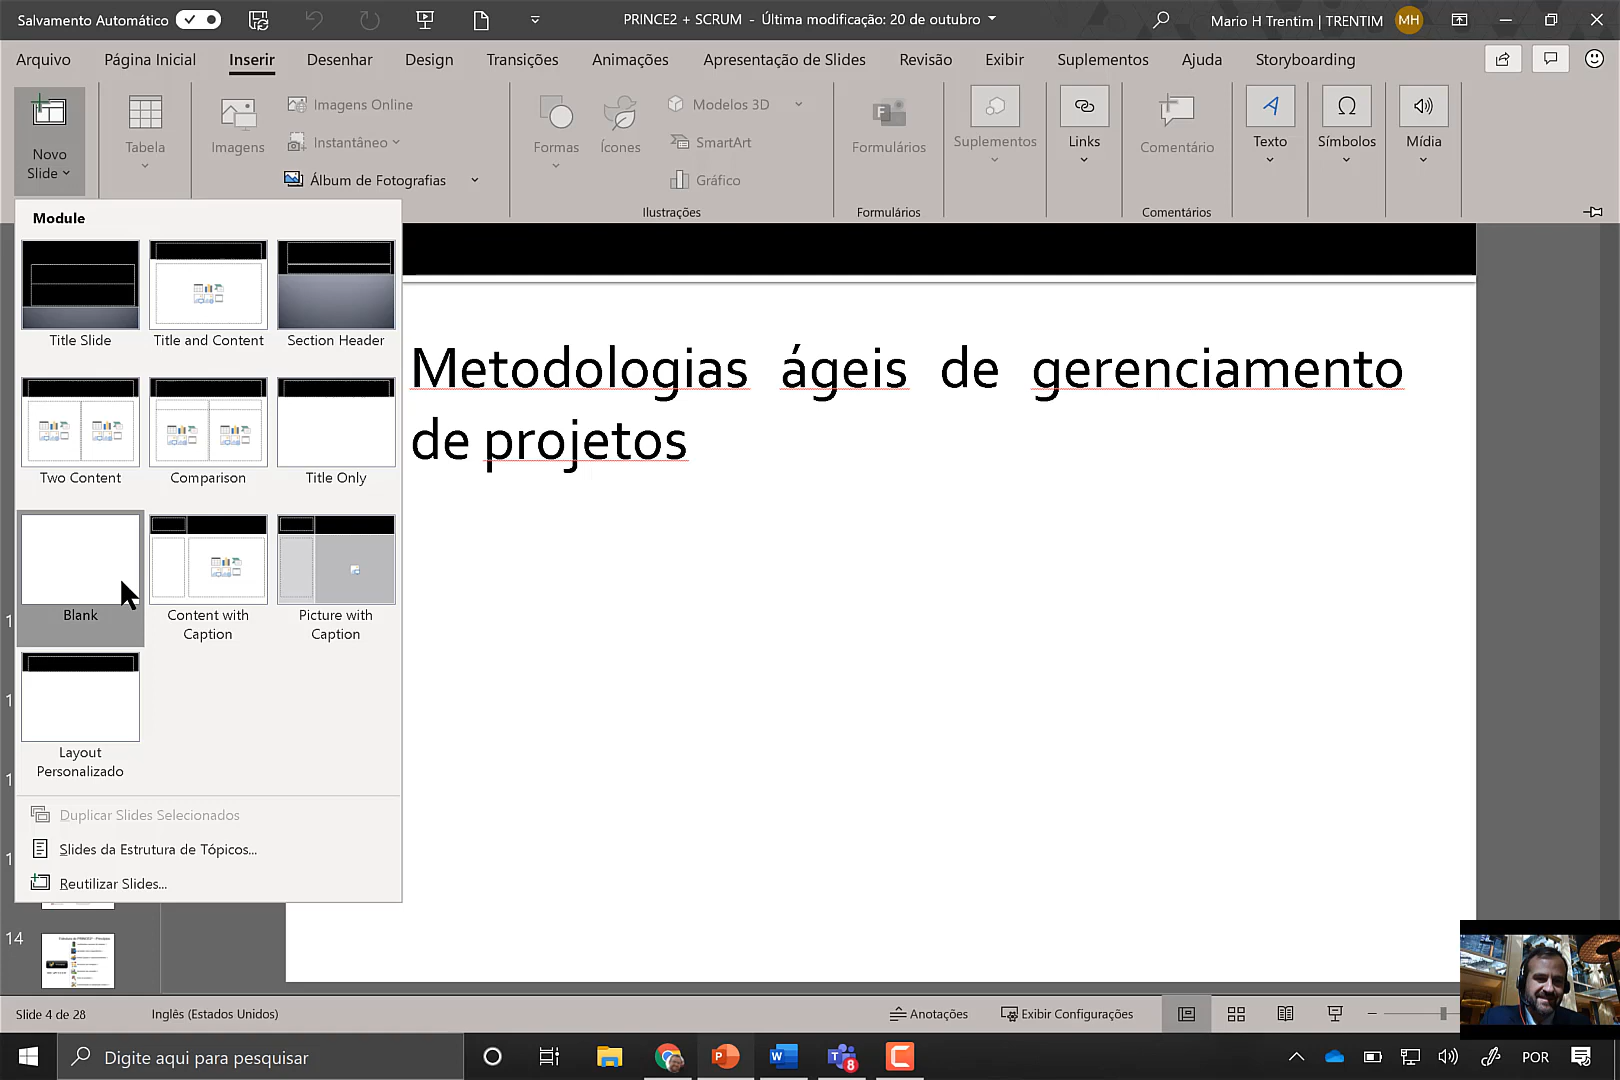 Salvamento Automático
PRINCE2 + SCRUM - Última modificação: 20 de outubro
Mario H Trentim | TRENTIM
MH
Arquivo
Página Inicial
Inserir
Desenhar
Design
Transições
Animações
Apresentação de Slides
Revisão
Exibir
Suplementos
Ajuda
Storyboarding
Novo
Slide
Tabela
Imagens
Imagens Online
Instantâneo
Álbum de Fotografias
Formas
Ícones
Modelos 3D
SmartArt
Gráfico
Ilustrações
Formulários
Formulários
Suplementos
Links
Comentário
Comentários
Texto
Símbolos
Mídia
Module
Title Slide
Title and Content
Section Header
Two Content
Comparison
Title Only
Blank
Content with
Caption
Picture with
Caption
Layout
Personalizado
Duplicar Slides Selecionados
Slides da Estrutura de Tópicos...
Reutilizar Slides...
Metodologias ágeis de gerenciamento
de projetos
1
1
1
1
14
Slide 4 de 28
Inglês (Estados Unidos)
Anotações
Exibir Configurações
Digite aqui para pesquisar
8
POR